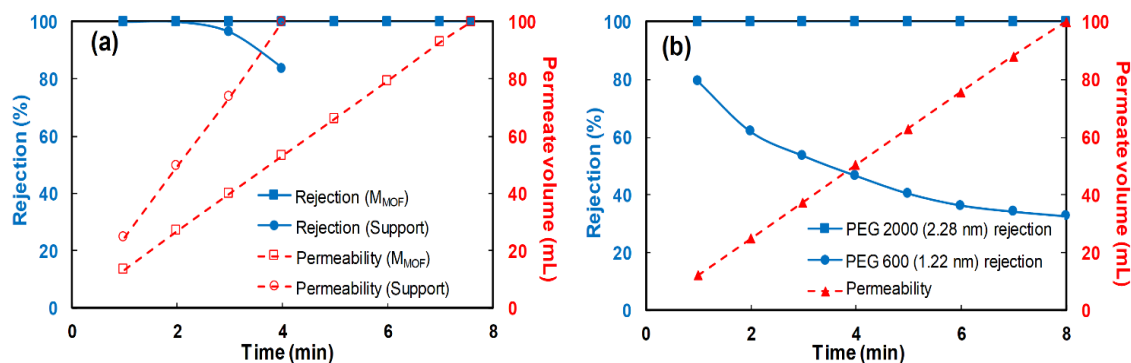 (a)
Rejection (%)
100
80
60
40
20
0
Rejection (MMOF)
Rejection (Support)
Permeability (MMOF)
Permeability (Support)
100
80
60
40
20
0
Permeate volume (mL)
0 2 4 6 8
Time (min)
(b)
Rejection (%)
100
80
60
40
20
0
PEG 2000 (2.28 nm) rejection
PEG 600 (1.22 nm) rejection
Permeability
100
80
60
40
20
0
Permeate volume (mL)
0 2 4 6 8
Time (min)